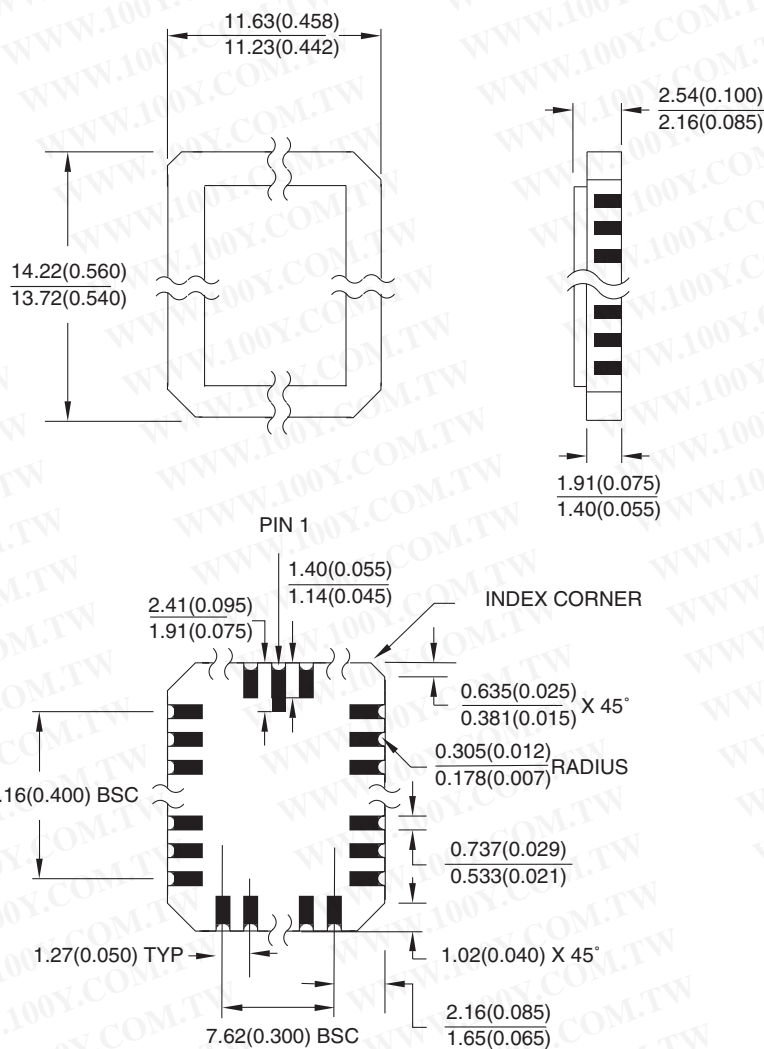 11.63(0.458)
11.23(0.442)
2.54(0.100)
2.16(0.085)
14.22(0.560)
13.72(0.540)
1.91(0.075)
1.40(0.055)
PIN 1
1.40(0.055)
1.14(0.045)
2.41(0.095)
1.91(0.075)
INDEX CORNER
0.635(0.025)
0.381(0.015) X 45°
0.305(0.012)
0.178(0.007) RADIUS
.16(0.400) BSC
0.737(0.029)
0.533(0.021)
1.27(0.050) TYP
1.02(0.040) X 45°
7.62(0.300) BSC
2.16(0.085)
1.65(0.065)
WWW.100Y.COM.TW